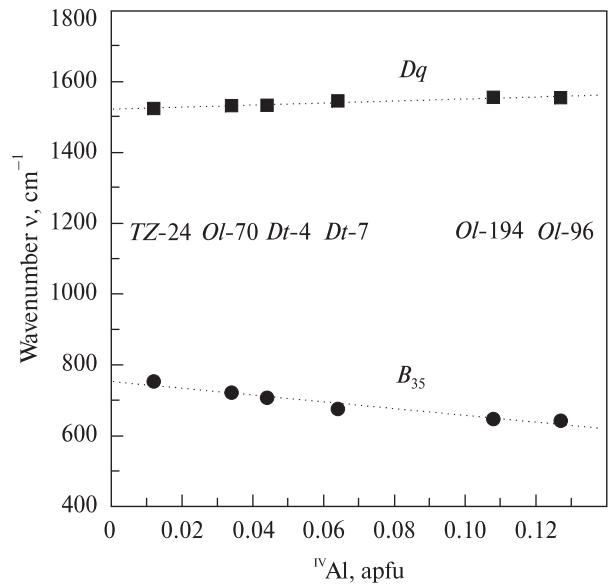 1800
1600
1400
1200
1000
800
600
400
Wavenumber ν, cm⁻¹
Dq
TZ-24 Ol-70 Dt-4 Dt-7 Ol-194 Ol-96
B₃₅
0 0.02 0.04 0.06 0.08 0.10 0.12
ᴵⱽAl, apfu